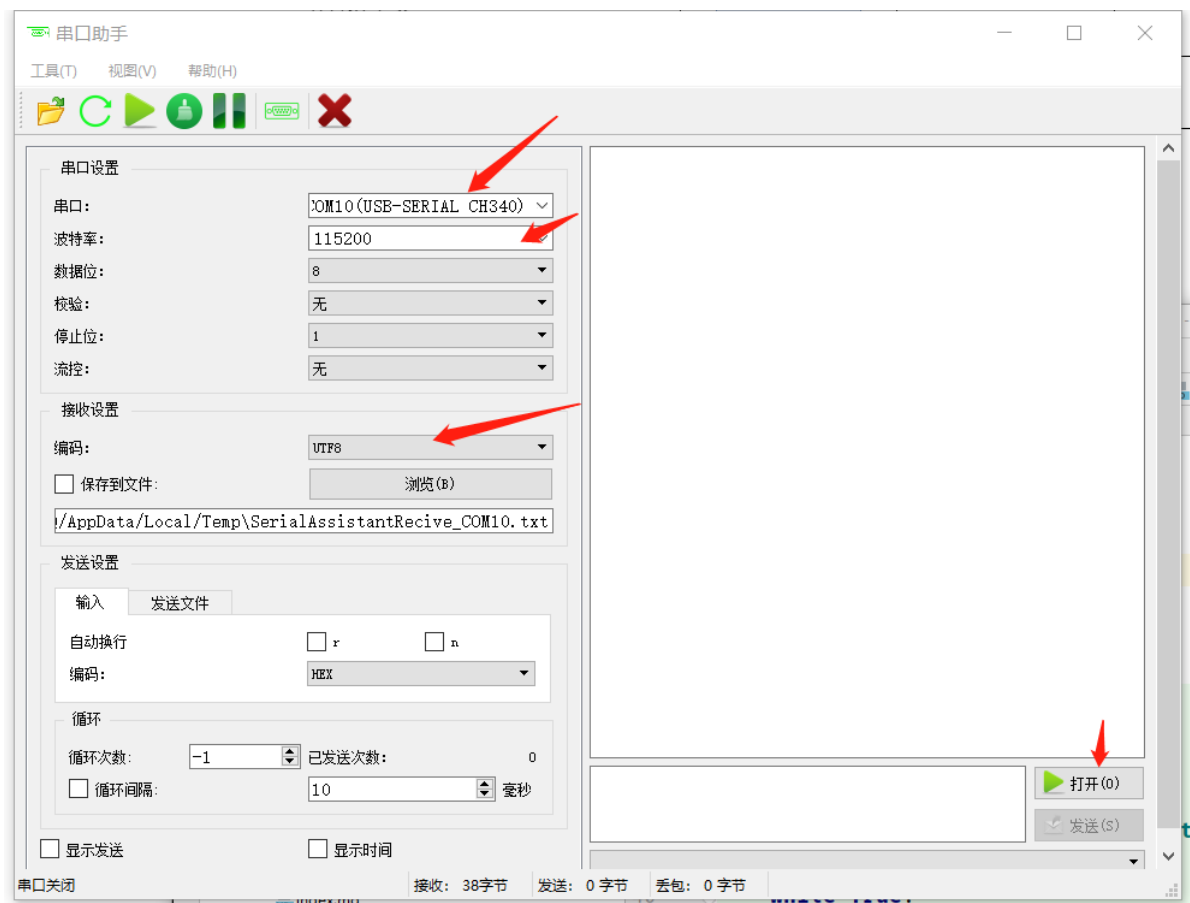 串口助手
工具(T) 视图(V) 帮助(H)
串口设置
串口: COM10(USB-SERIAL CH340)
波特率: 115200
数据位: 8
校验: 无
停止位: 1
流控: 无
接收设置
编码: UTF8
保存到文件: 浏览(B)
/AppData/Local/Temp\SerialAssistantRecive_COM10.txt
发送设置
输入 发送文件
自动换行 r n
编码: HEX
循环
循环次数: -1 已发送次数: 0
循环间隔: 10 毫秒
打开(O)
发送(S)
显示发送 显示时间
串口关闭 接收: 38字节 发送: 0 字节 丢包: 0 字节